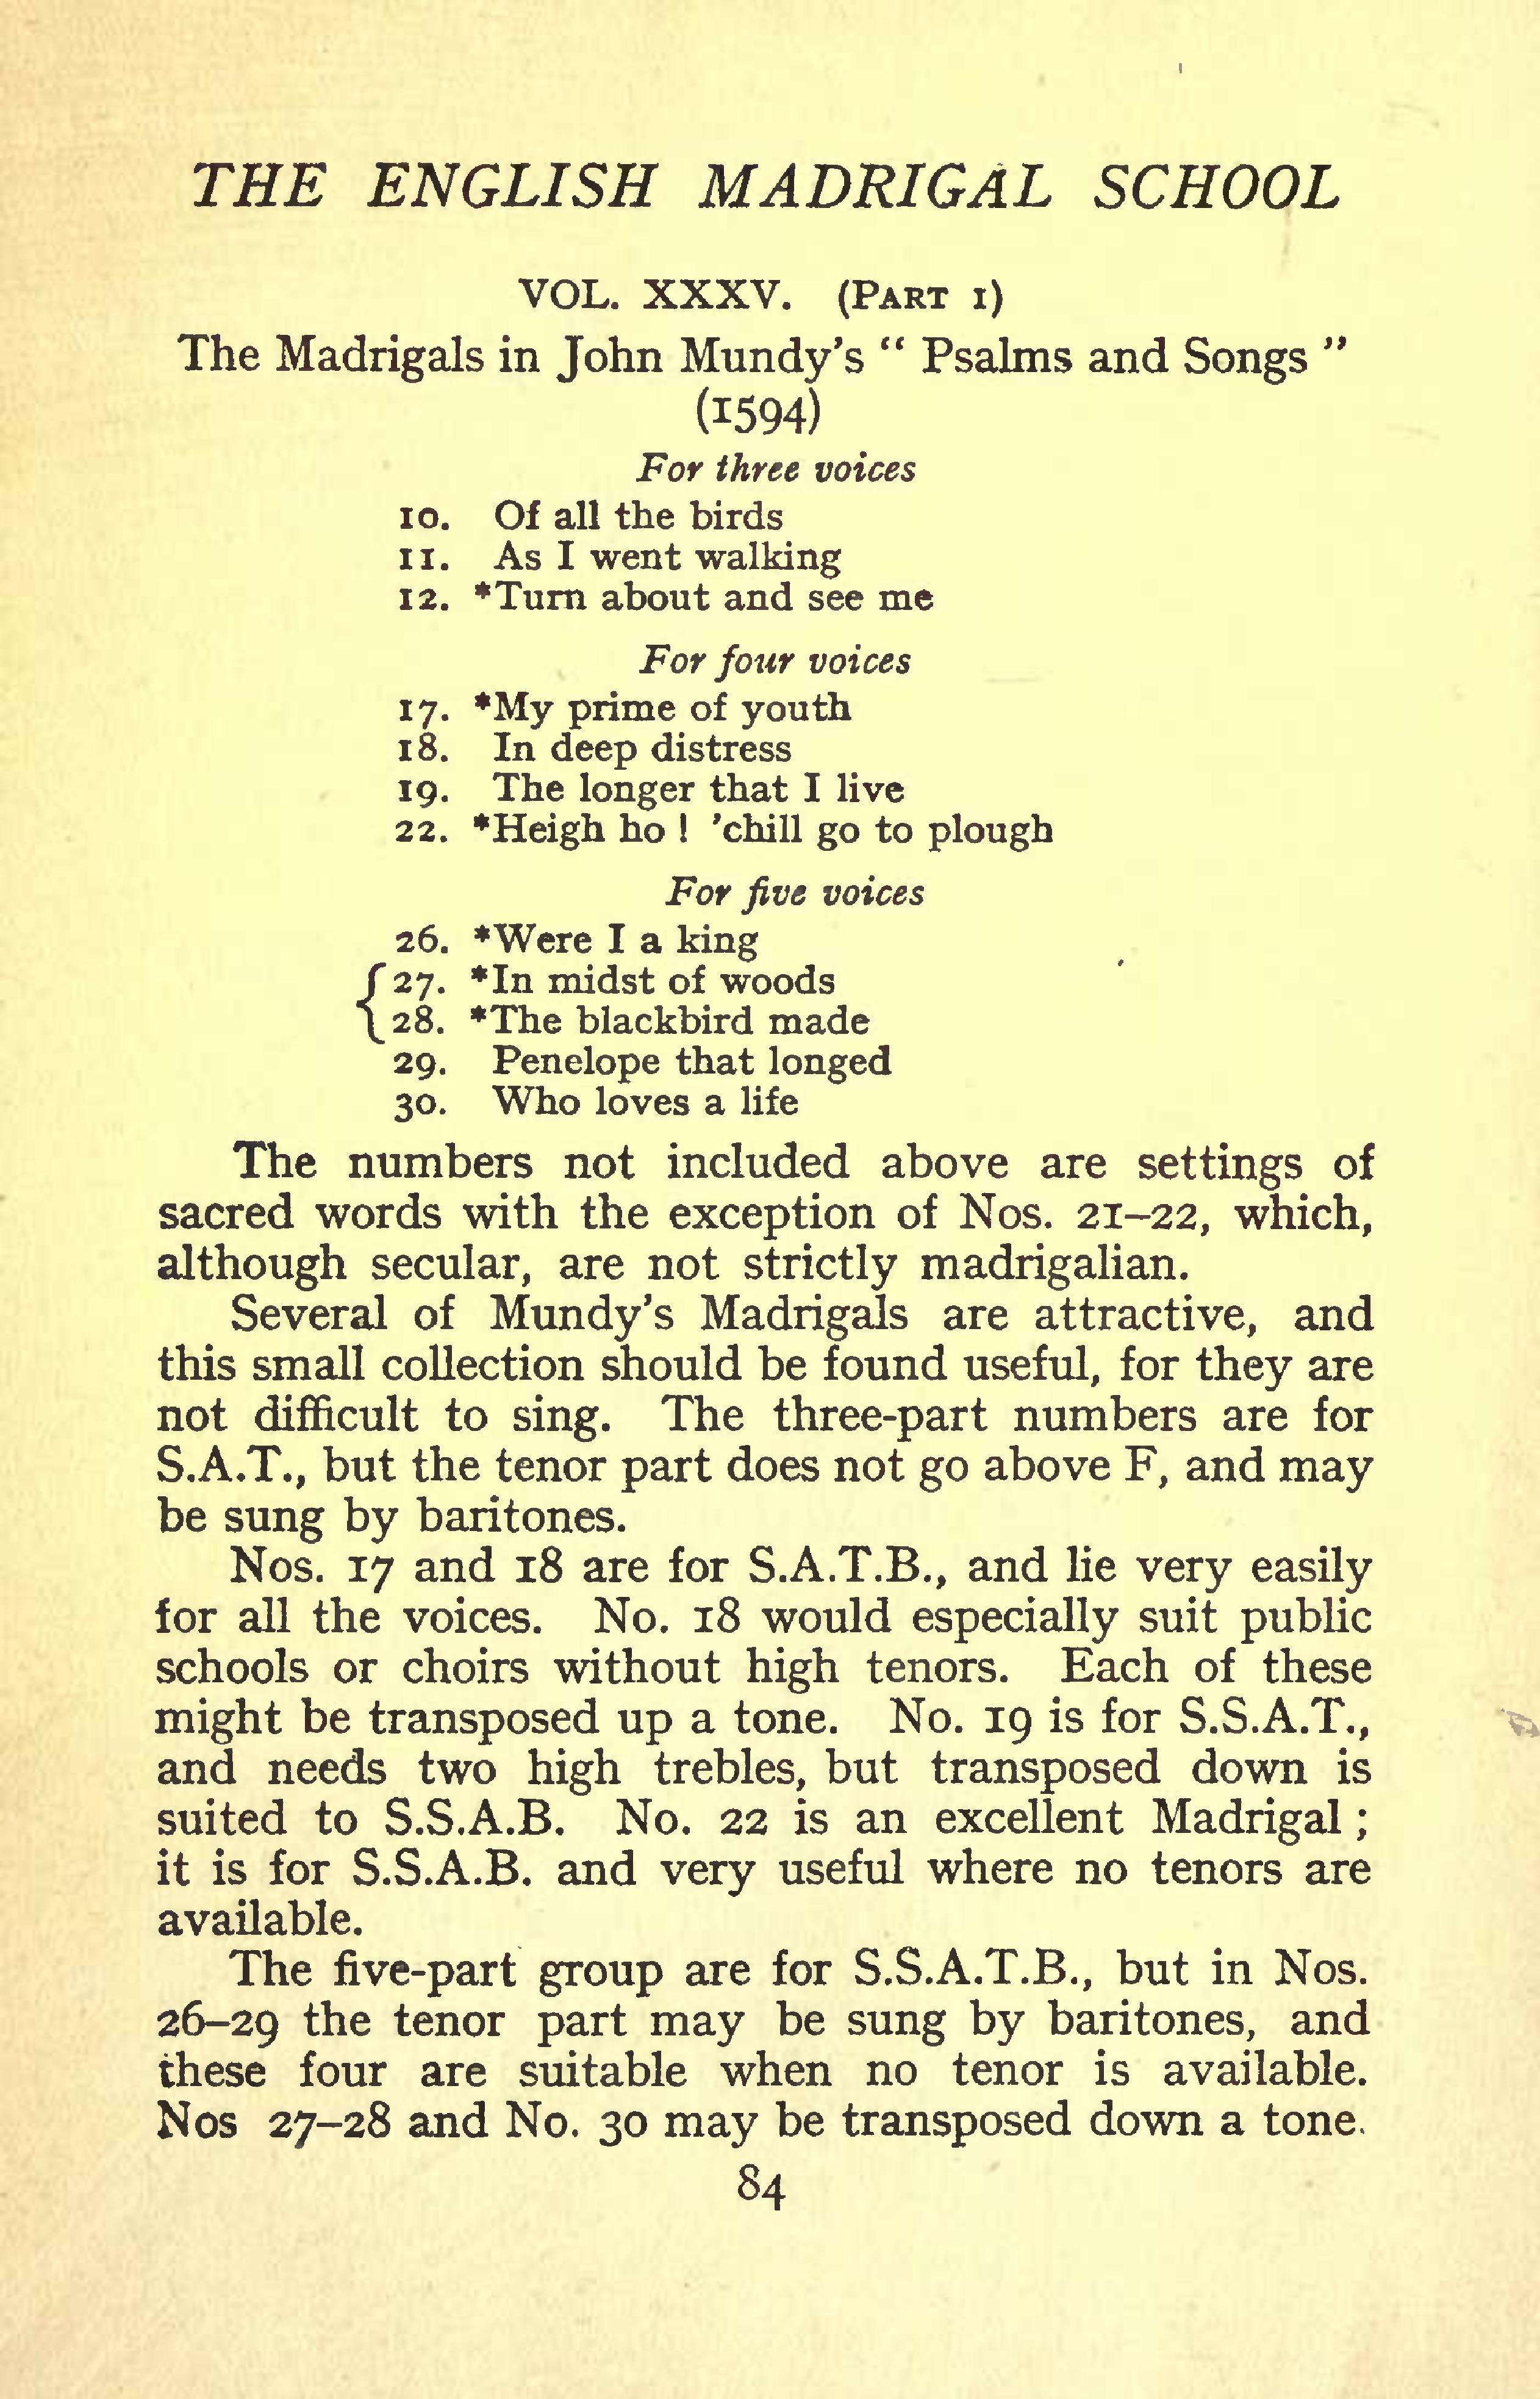 THE ENGLISH MADRIGAL SCHOOL
VOL. XXXV. (PART I)
The Madrigals in John Mundy's “ Psalms and Songs ”
(1594)
For three voices
10. Of all the birds
11. As I went walking
12. *Turn about and see me
For four voices
17. *My prime of youth
18. In deep distress
19. The longer that I live
22. *Heigh ho ! 'chill go to plough
For five voices
26. *Were I a king
27. *In midst of woods
28. *The blackbird made
29. Penelope that longed
30. Who loves a life
The numbers not included above are settings of
sacred words with the exception of Nos. 21–22, which,
although secular, are not strictly madrigalian.
Several of Mundy's Madrigals are attractive, and
this small collection should be found useful, for they are
not difficult to sing. The three-part numbers are for
S.A.T., but the tenor part does not go above F, and may
be sung by baritones.
Nos. 17 and 18 are for S.A.T.B., and lie very easily
for all the voices. No. 18 would especially suit public
schools or choirs without high tenors. Each of these
might be transposed up a tone. No. 19 is for S.S.A.T.,
and needs two high trebles, but transposed down is
suited to S.S.A.B. No. 22 is an excellent Madrigal ;
it is for S.S.A.B. and very useful where no tenors are
available.
The five-part group are for S.S.A.T.B., but in Nos.
26–29 the tenor part may be sung by baritones, and
these four are suitable when no tenor is available.
Nos 27–28 and No. 30 may be transposed down a tone.
84